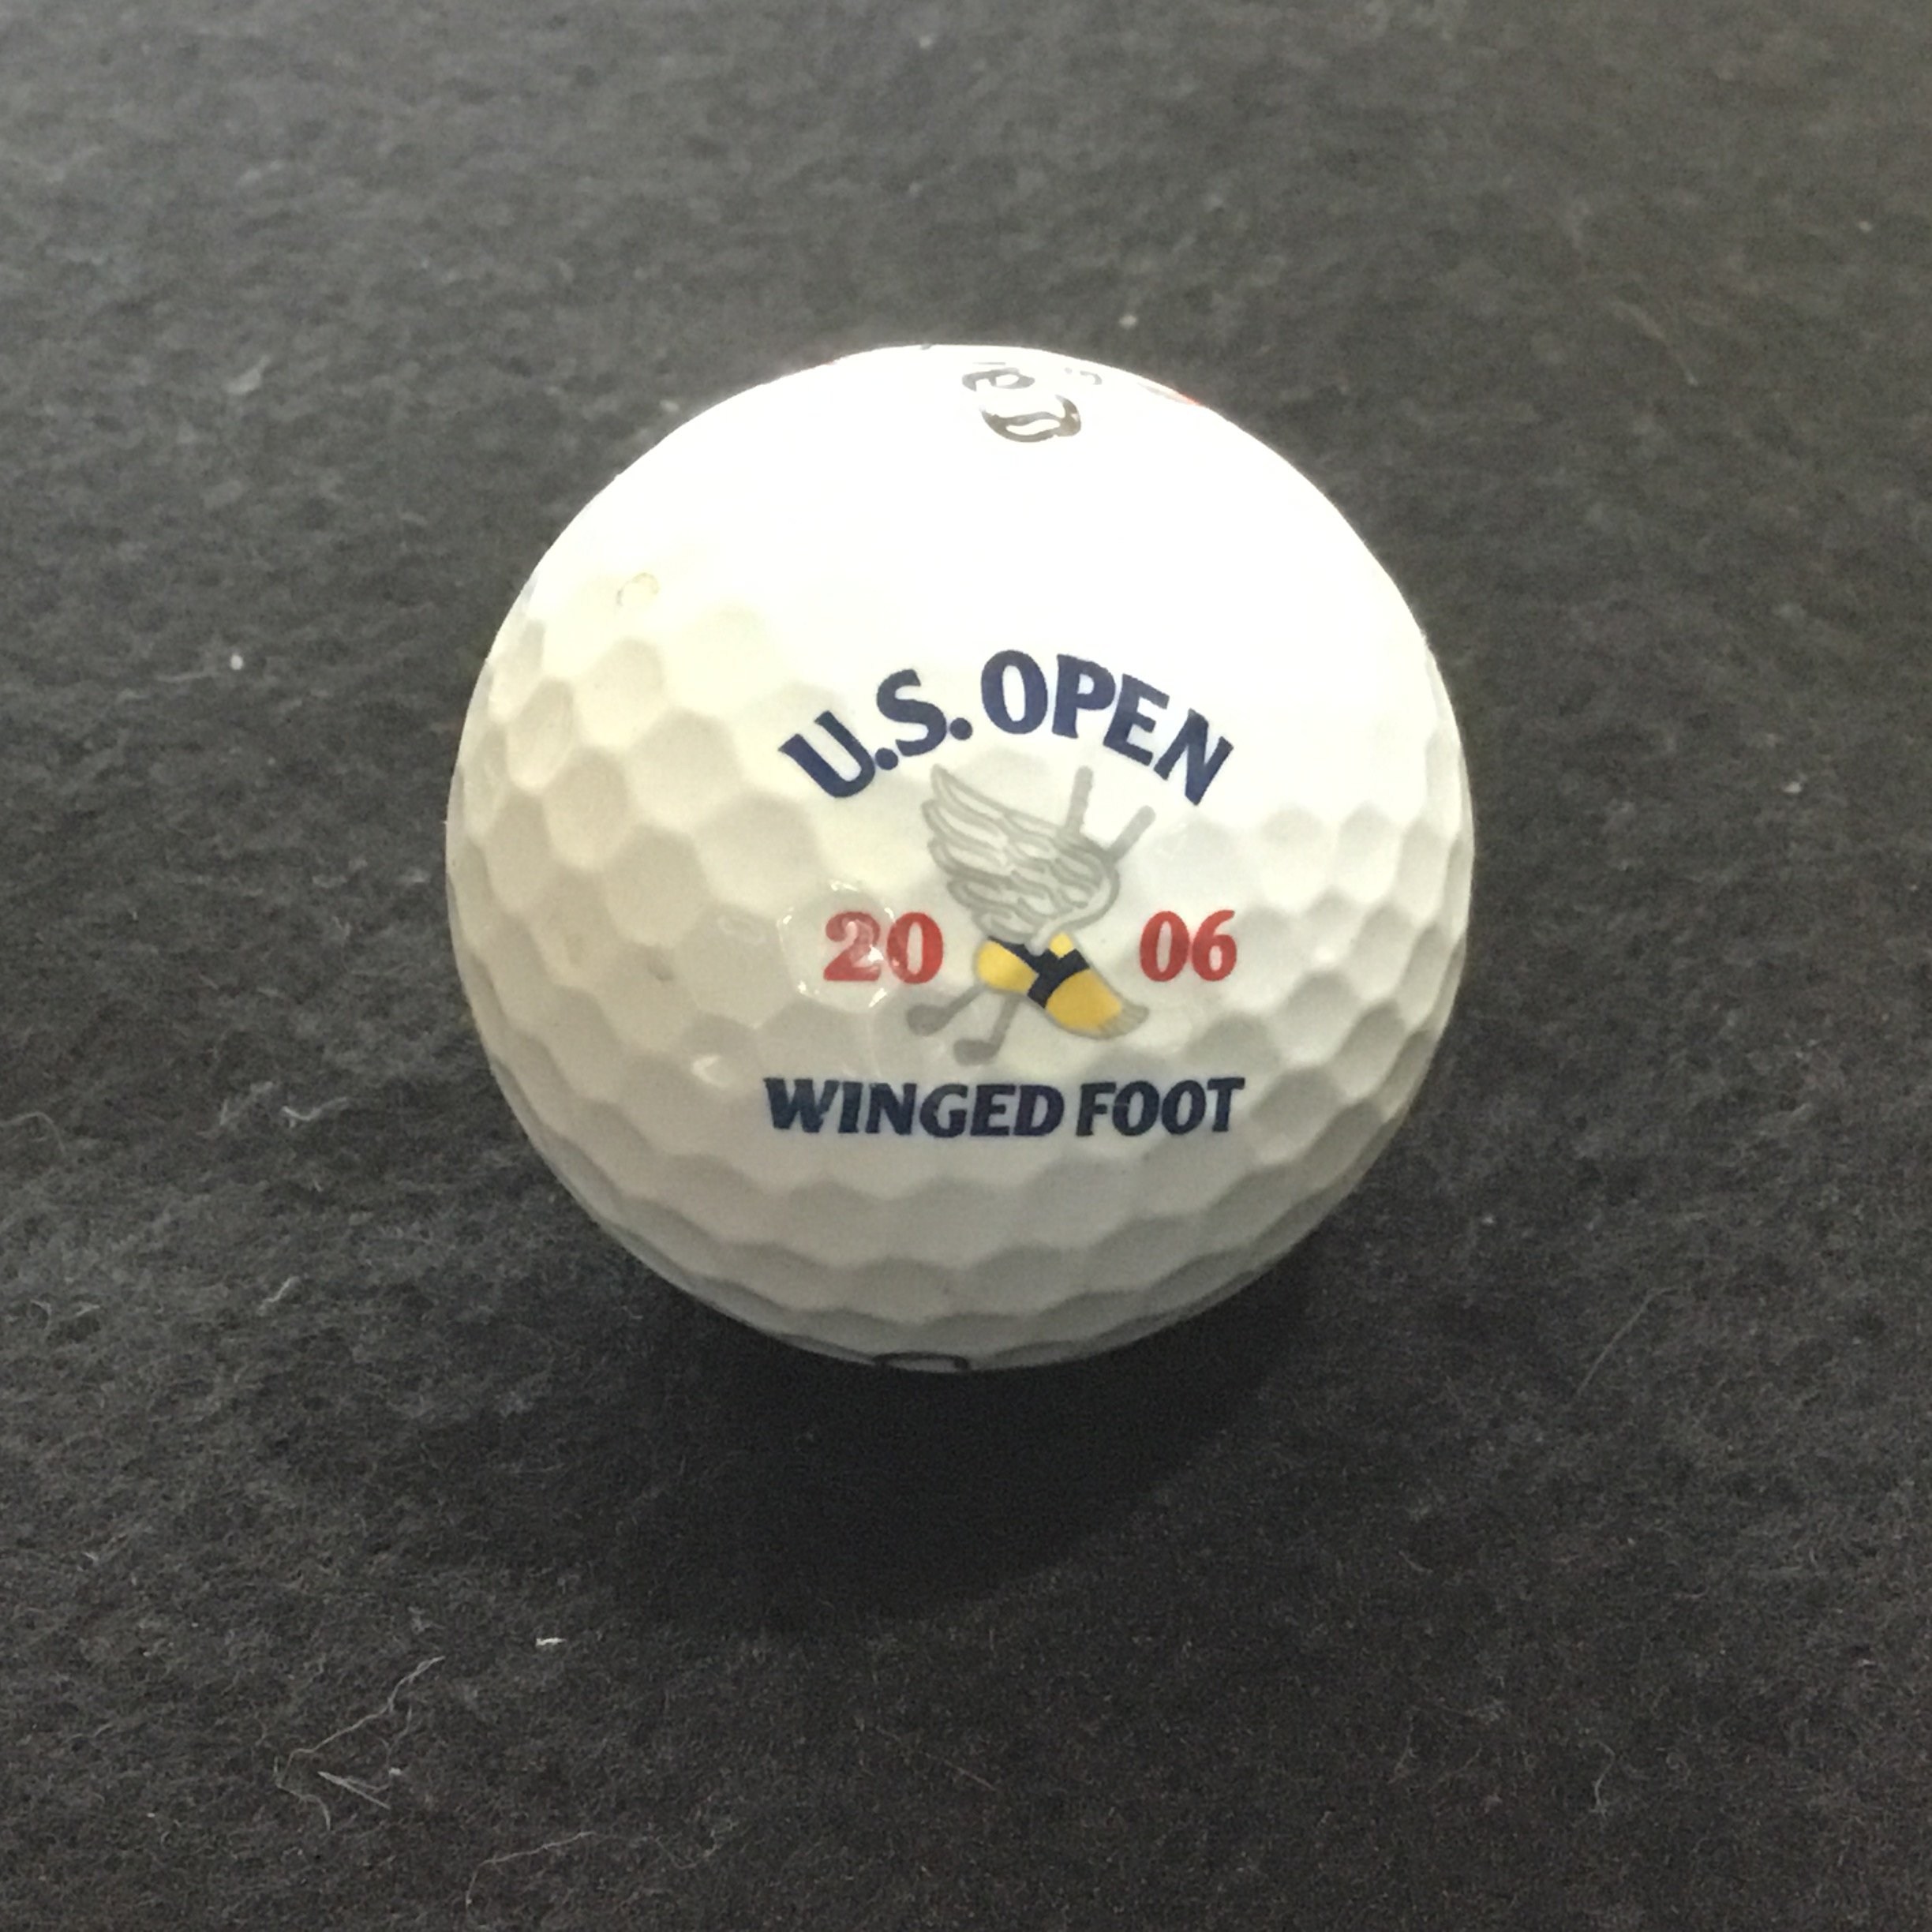 U.S. OPEN
20 06
WINGED FOOT